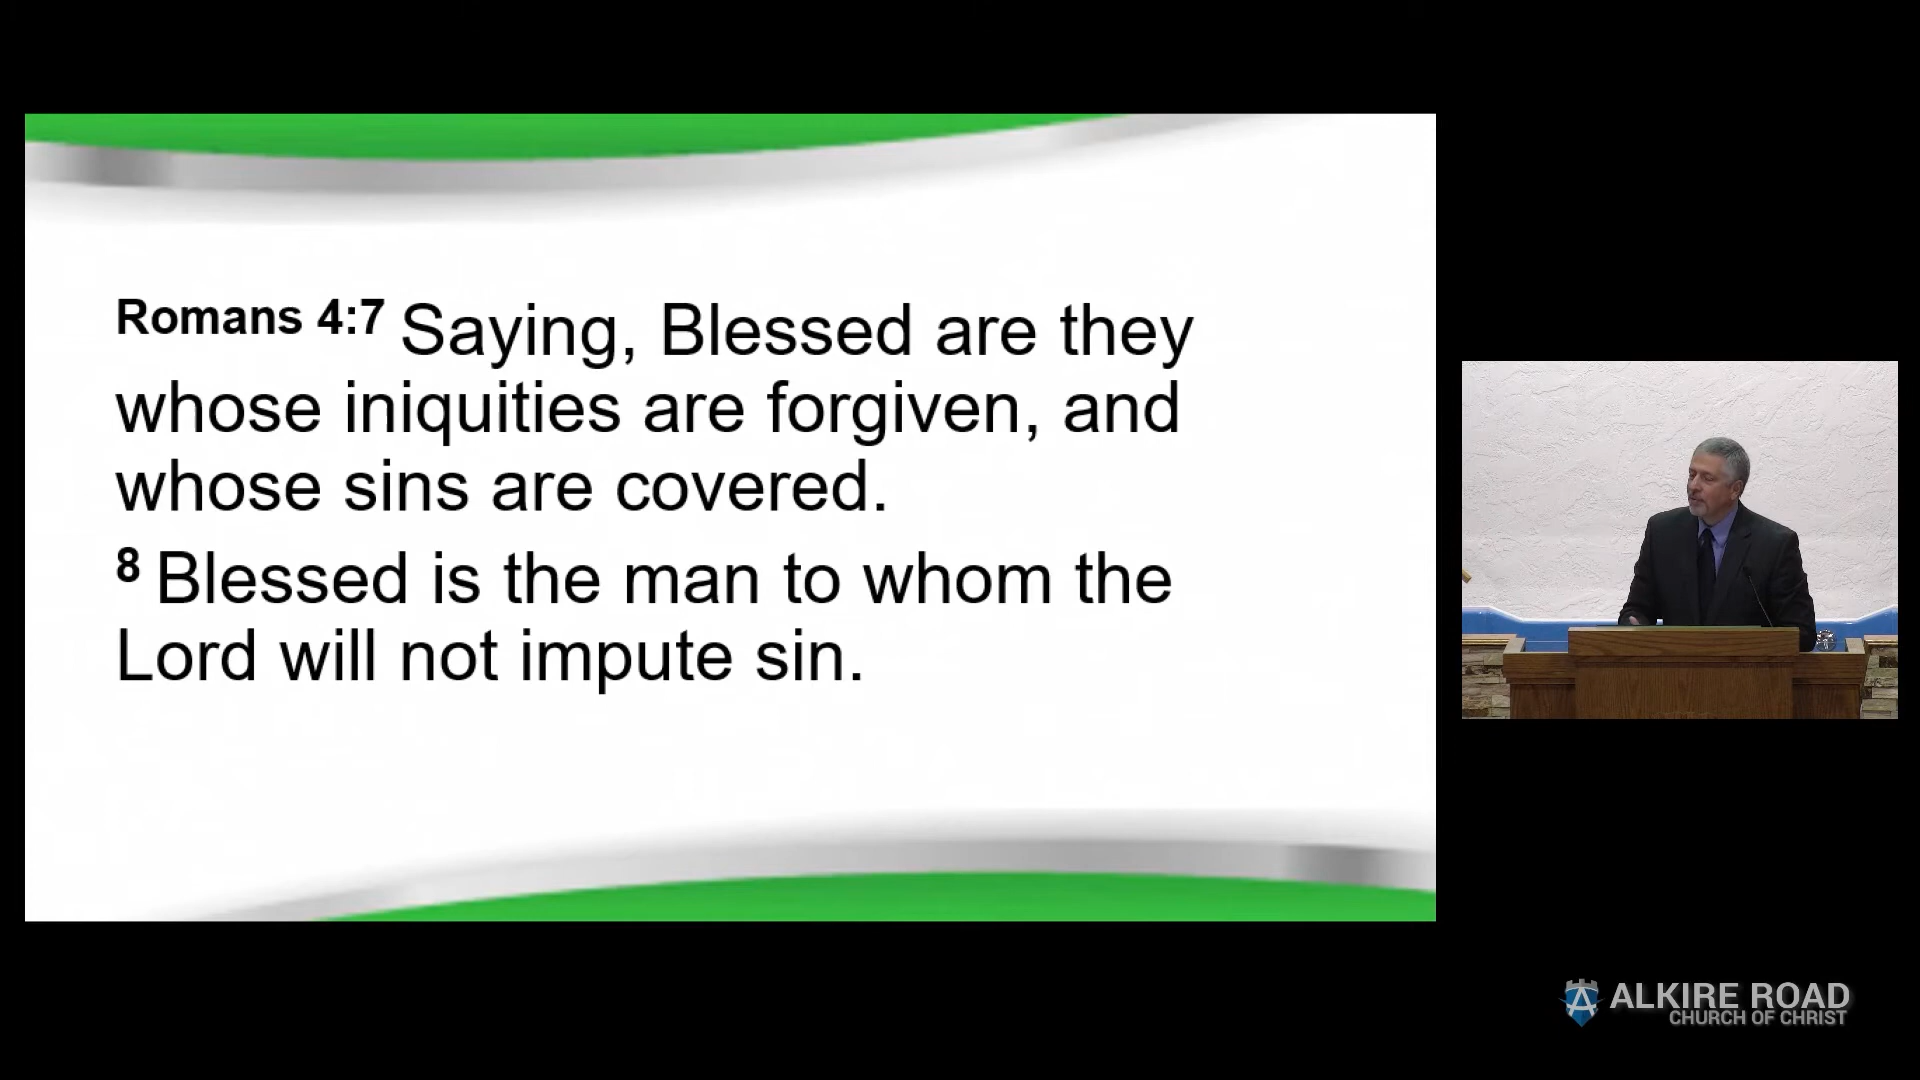 Romans 4:7 Saying, Blessed are they
whose iniquities are forgiven, and
whose sins are covered.
8 Blessed is the man to whom the
Lord will not impute sin.
ALKIRE ROAD
CHURCH OF CHRIST